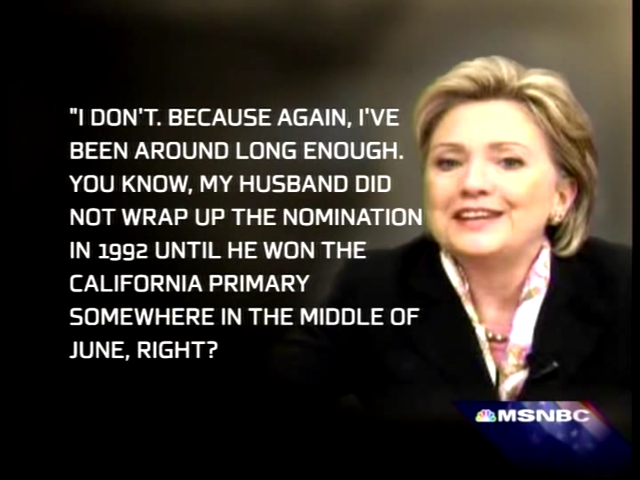 "I DON'T. BECAUSE AGAIN, I'VE
BEEN AROUND LONG ENOUGH.
YOU KNOW, MY HUSBAND DID
NOT WRAP UP THE NOMINATION
IN 1992 UNTIL HE WON THE
CALIFORNIA PRIMARY
SOMEWHERE IN THE MIDDLE OF
JUNE, RIGHT?
MSNBC